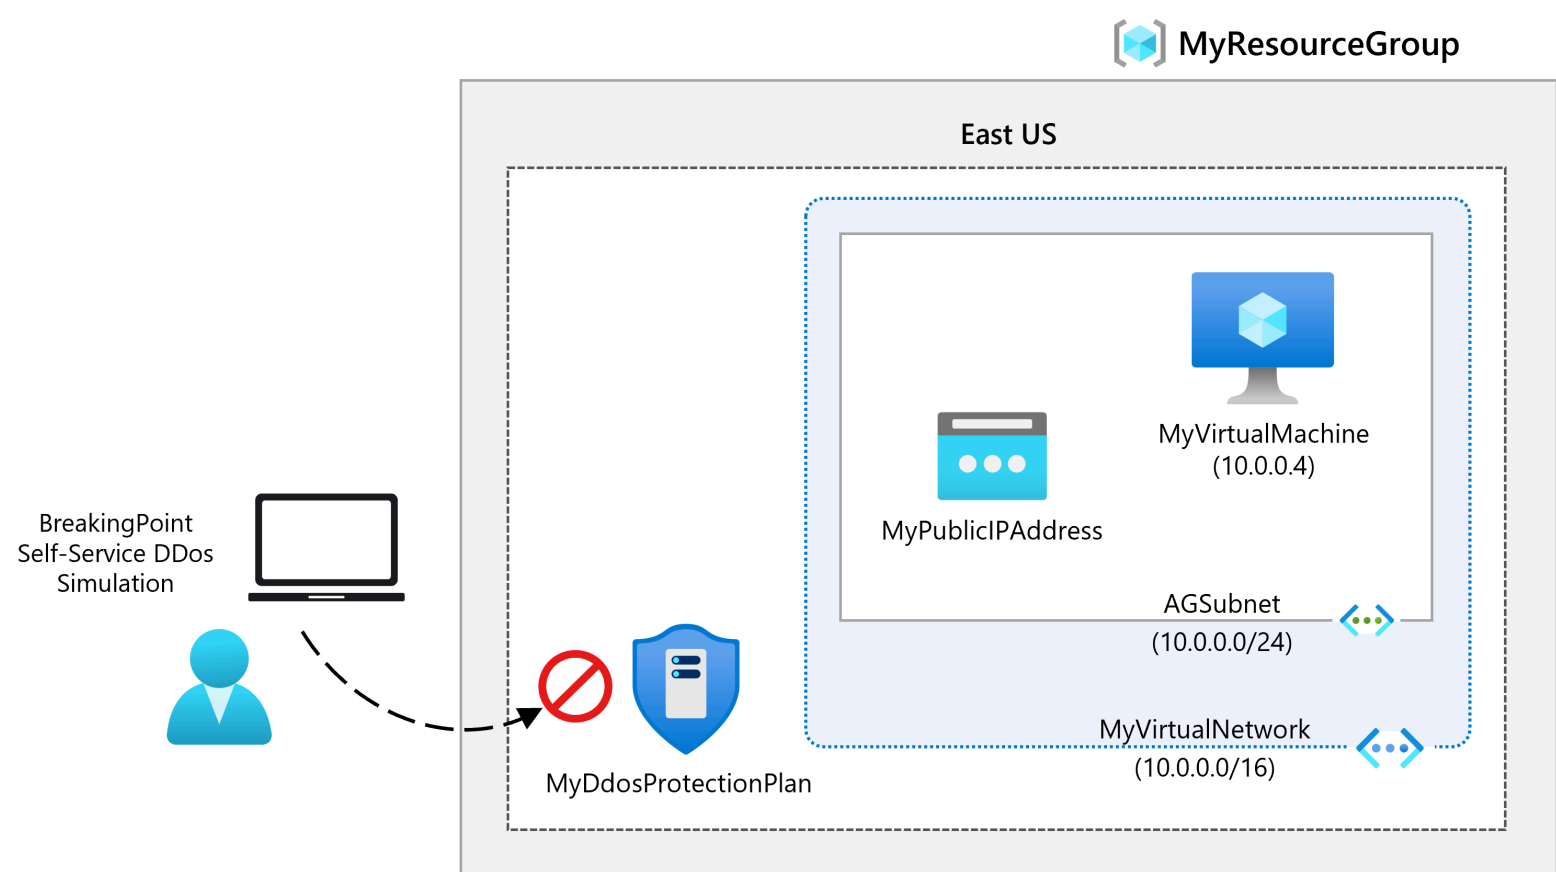 MyResourceGroup
East US
MyVirtualMachine
(10.0.0.4)
MyPublicIPAddress
BreakingPoint
Self-Service DDos
Simulation
AGSubnet
(10.0.0.0/24)
MyVirtualNetwork
(10.0.0.0/16)
MyDdosProtectionPlan